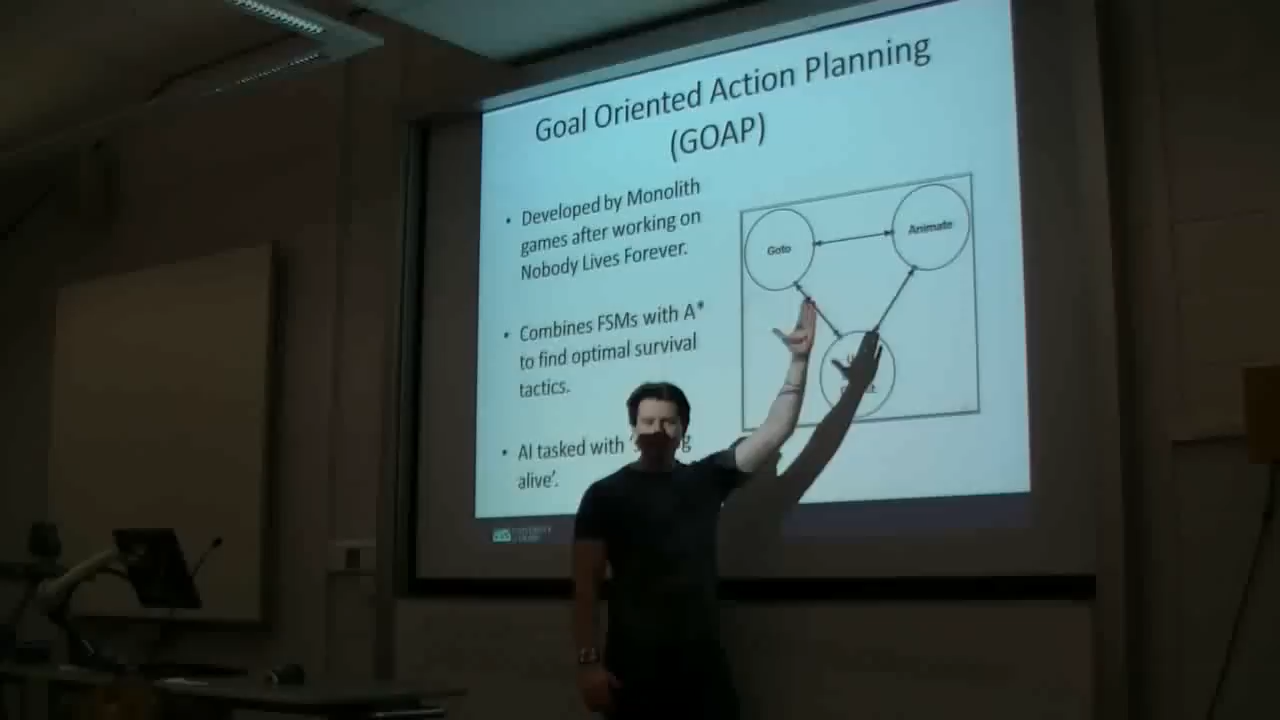 Goal Oriented Action Planning
(GOAP)
• Developed by Monolith
games after working on
Nobody Lives Forever.
• Combines FSMs with A*
to find optimal survival
tactics.
• AI tasked with
alive’.
Goto
Animate
UNIVERSITY